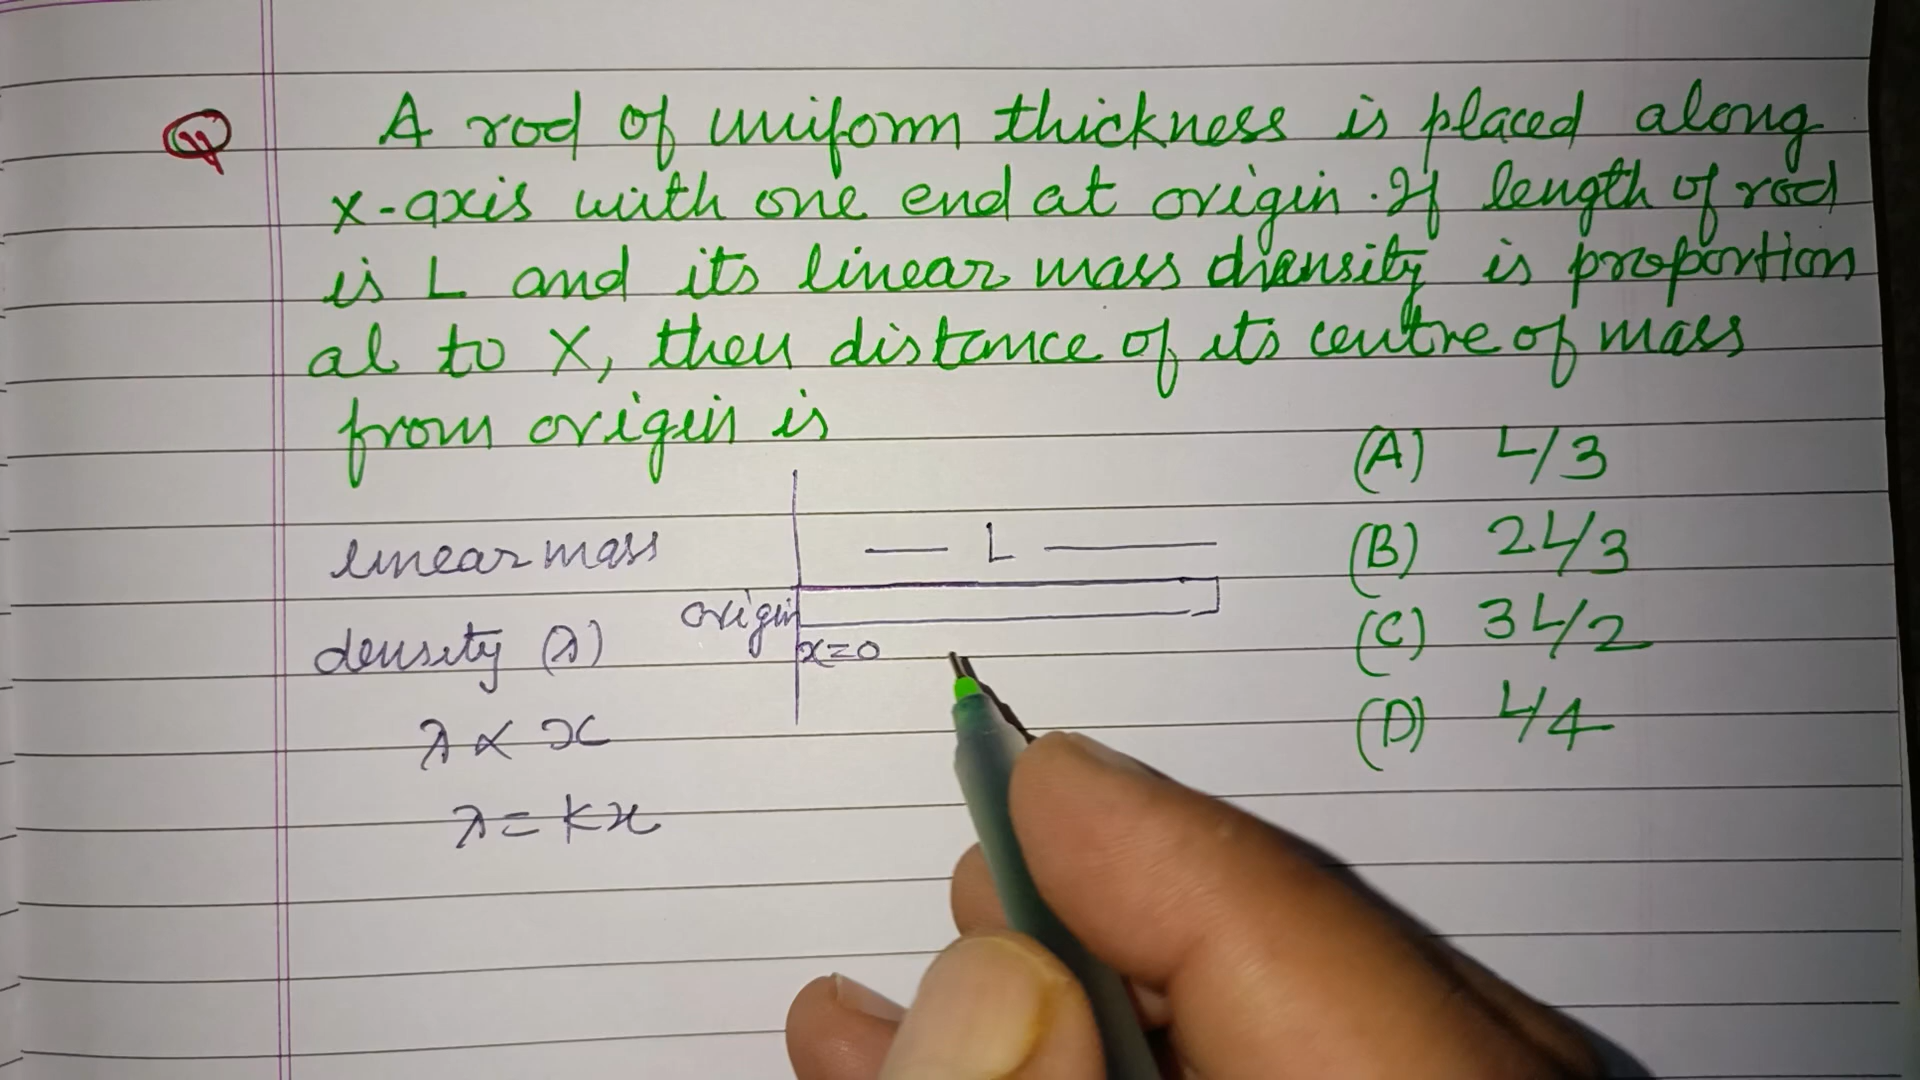 Q
A rod of uniform thickness is placed along
x-axis with one end at origin. If length of rod
is L and its linear mass density is proportion
al to X, then distance of its centre of mass
from origin is
(A) L/3
(B) 2L/3
(C) 3L/2
(D) L/4
linear mass
density (λ)
λ ∝ x
λ = kx
L
origin
x=0